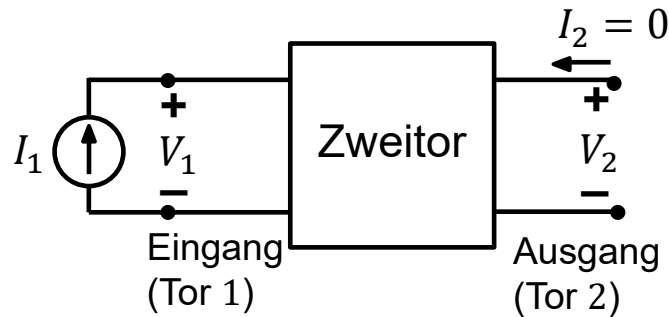 I₂ = 0
+
+
I₁
V₁
Zweitor
V₂
−
−
Eingang
(Tor 1)
Ausgang
(Tor 2)